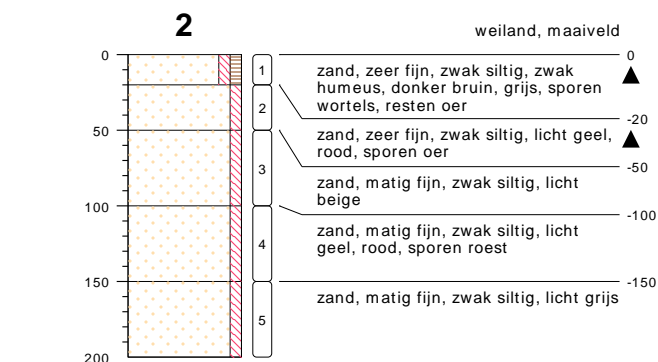 2
weiland, maaiveld
0
0
1
zand, zeer fijn, zwak siltig, zwak
humeus, donker bruin, grijs, sporen
wortels, resten oer
-20
2
zand, zeer fijn, zwak siltig, licht geel,
rood, sporen oer
50
-50
3
zand, matig fijn, zwak siltig, licht
beige
100
-100
4
zand, matig fijn, zwak siltig, licht
geel, rood, sporen roest
150
-150
5
zand, matig fijn, zwak siltig, licht grijs
200